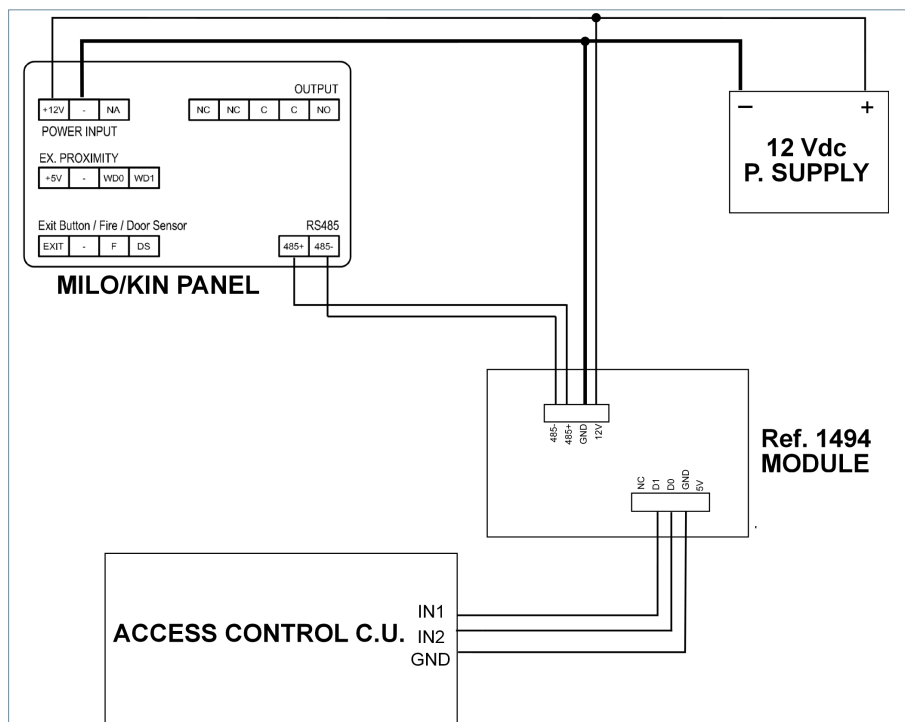 OUTPUT
+12V - NA
NC NC C C NO
POWER INPUT
EX. PROXIMITY
+5V - WD0 WD1
Exit Button / Fire / Door Sensor
RS485
EXIT - F DS
485+ 485-
MILO/KIN PANEL
− +
12 Vdc
P. SUPPLY
485-
485+
GND
12V
Ref. 1494
MODULE
NC
D1
D0
GND
5V
ACCESS CONTROL C.U.
IN1
IN2
GND